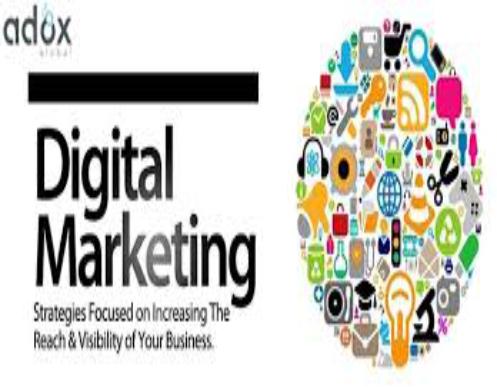 adox
global
Digital
Marketing
Strategies Focused on Increasing The
Reach & Visibility of Your Business.